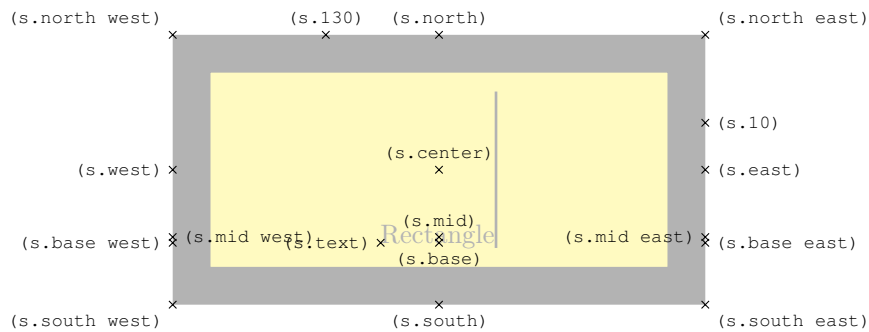 (s.north west) (s.130) (s.north) (s.north east)
(s.10)
(s.center)
(s.west) (s.east)
(s.mid)
(s.mid west) Rectangle (s.mid east)
(s.base west) (s.text) (s.base east)
(s.base)
(s.south west) (s.south) (s.south east)